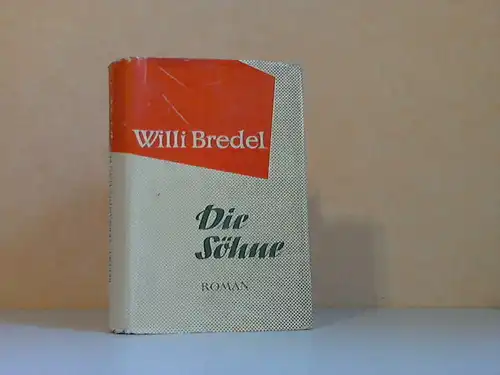 Willi Bredel
Die
Söhne
ROMAN